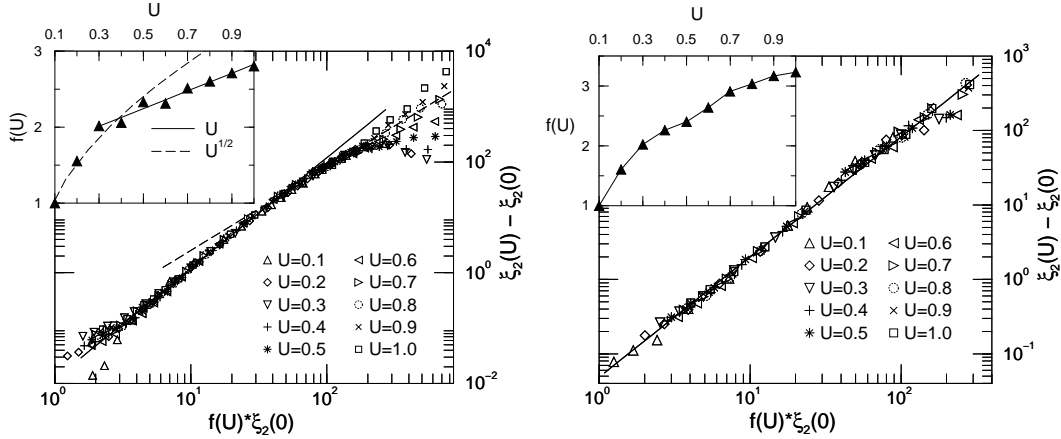 U
0.1 0.3 0.5 0.7 0.9
3
2
1
f(U)
U
U^{1/2}
10^4
10^2
10^0
10^{-2}
ξ₂(U) − ξ₂(0)
U=0.1 U=0.6
U=0.2 U=0.7
U=0.3 U=0.8
U=0.4 U=0.9
U=0.5 U=1.0
10^0 10^1 10^2
f(U)*ξ₂(0)
U
0.1 0.3 0.5 0.7 0.9
3
2
1
f(U)
10^3
10^2
10^1
10^0
10^{-1}
ξ₂(U) − ξ₂(0)
U=0.1 U=0.6
U=0.2 U=0.7
U=0.3 U=0.8
U=0.4 U=0.9
U=0.5 U=1.0
10^0 10^1 10^2
f(U)*ξ₂(0)